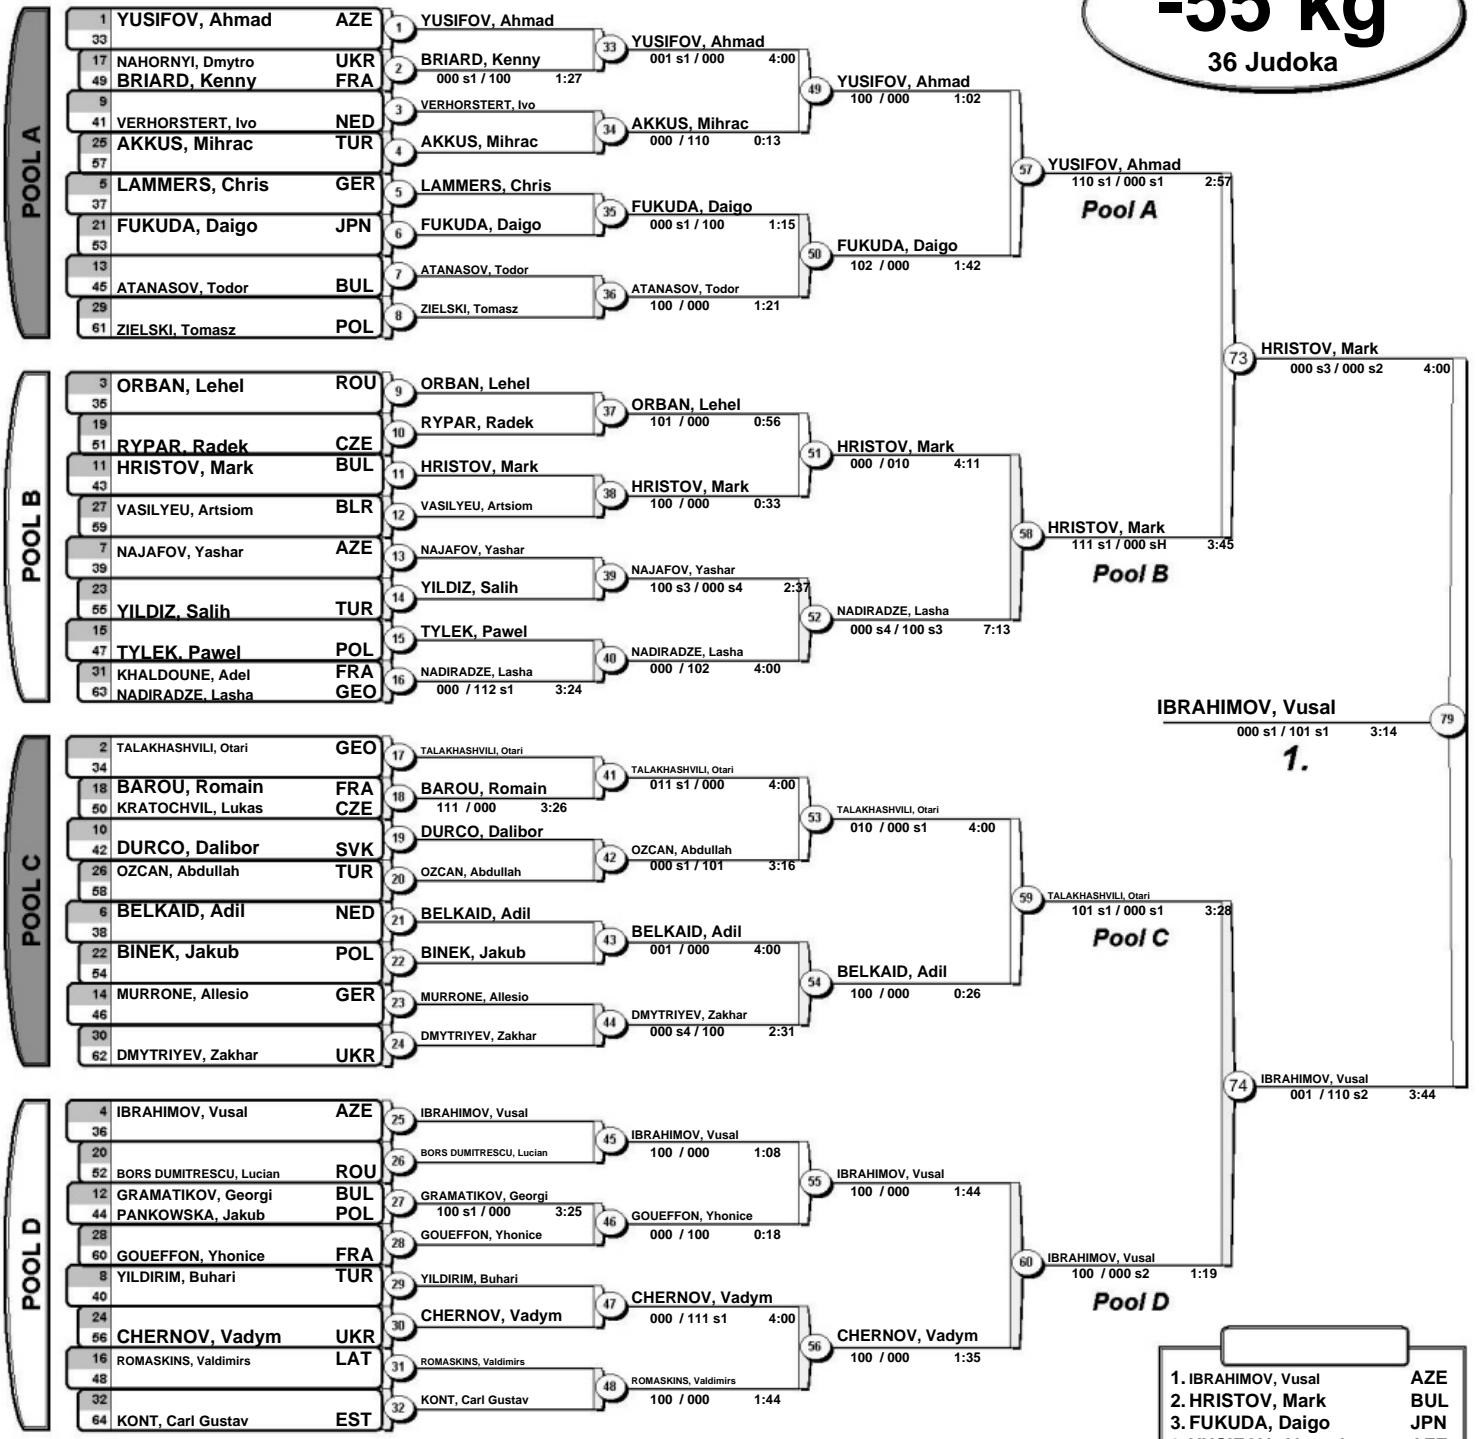 -55 kg
36 Judoka
POOL A
1 YUSIFOV, Ahmad AZE
33
17 NAHORNYI, Dmytro UKR
49 BRIARD, Kenny FRA
9
41 VERHORSTERT, Ivo NED
25 AKKUS, Mihrac TUR
57
5 LAMMERS, Chris GER
37
21 FUKUDA, Daigo JPN
53
13
45 ATANASOV, Todor BUL
29
61 ZIELSKI, Tomasz POL
1 YUSIFOV, Ahmad
2 BRIARD, Kenny
000 s1 / 100 1:27
3 VERHORSTERT, Ivo
4 AKKUS, Mihrac
5 LAMMERS, Chris
6 FUKUDA, Daigo
7 ATANASOV, Todor
8 ZIELSKI, Tomasz
33 YUSIFOV, Ahmad
001 s1 / 000 4:00
34 AKKUS, Mihrac
000 / 110 0:13
35 FUKUDA, Daigo
000 s1 / 100 1:15
36 ATANASOV, Todor
100 / 000 1:21
49 YUSIFOV, Ahmad
100 / 000 1:02
50 FUKUDA, Daigo
102 / 000 1:42
57 YUSIFOV, Ahmad
110 s1 / 000 s1 2:57
Pool A
POOL B
3 ORBAN, Lehel ROU
35
19
51 RYPAR, Radek CZE
11 HRISTOV, Mark BUL
43
27 VASILYEU, Artsiom BLR
59
7 NAJAFOV, Yashar AZE
39
23
55 YILDIZ, Salih TUR
15
47 TYLEK, Pawel POL
31 KHALDOUNE, Adel FRA
63 NADIRADZE, Lasha GEO
9 ORBAN, Lehel
10 RYPAR, Radek
11 HRISTOV, Mark
12 VASILYEU, Artsiom
13 NAJAFOV, Yashar
14 YILDIZ, Salih
15 TYLEK, Pawel
16 NADIRADZE, Lasha
000 / 112 s1 3:24
37 ORBAN, Lehel
101 / 000 0:56
38 HRISTOV, Mark
100 / 000 0:33
39 NAJAFOV, Yashar
100 s3 / 000 s4 2:37
40 NADIRADZE, Lasha
000 / 102 4:00
51 HRISTOV, Mark
000 / 010 4:11
52 NADIRADZE, Lasha
000 s4 / 100 s3 7:13
58 HRISTOV, Mark
111 s1 / 000 sH 3:45
Pool B
73 HRISTOV, Mark
000 s3 / 000 s2 4:00
IBRAHIMOV, Vusal 79
000 s1 / 101 s1 3:14
1.
POOL C
2 TALAKHASHVILI, Otari GEO
34
18 BAROU, Romain FRA
50 KRATOCHVIL, Lukas CZE
10
42 DURCO, Dalibor SVK
26 OZCAN, Abdullah TUR
58
6 BELKAID, Adil NED
38
22 BINEK, Jakub POL
54
14 MURRONE, Allesio GER
46
30
62 DMYTRIYEV, Zakhar UKR
17 TALAKHASHVILI, Otari
18 BAROU, Romain
111 / 000 3:26
19 DURCO, Dalibor
20 OZCAN, Abdullah
21 BELKAID, Adil
22 BINEK, Jakub
23 MURRONE, Allesio
24 DMYTRIYEV, Zakhar
41 TALAKHASHVILI, Otari
011 s1 / 000 4:00
42 OZCAN, Abdullah
000 s1 / 101 3:16
43 BELKAID, Adil
001 / 000 4:00
44 DMYTRIYEV, Zakhar
000 s4 / 100 2:31
53 TALAKHASHVILI, Otari
010 / 000 s1 4:00
54 BELKAID, Adil
100 / 000 0:26
59 TALAKHASHVILI, Otari
101 s1 / 000 s1 3:28
Pool C
74 IBRAHIMOV, Vusal
001 / 110 s2 3:44
POOL D
4 IBRAHIMOV, Vusal AZE
36
20
52 BORS DUMITRESCU, Lucian ROU
12 GRAMATIKOV, Georgi BUL
44 PANKOWSKA, Jakub POL
28
60 GOUEFFON, Yhonice FRA
8 YILDIRIM, Buhari TUR
40
24
56 CHERNOV, Vadym UKR
16 ROMASKINS, Valdimirs LAT
48
32
64 KONT, Carl Gustav EST
25 IBRAHIMOV, Vusal
26 BORS DUMITRESCU, Lucian
27 GRAMATIKOV, Georgi
100 s1 / 000 3:25
28 GOUEFFON, Yhonice
29 YILDIRIM, Buhari
30 CHERNOV, Vadym
31 ROMASKINS, Valdimirs
32 KONT, Carl Gustav
45 IBRAHIMOV, Vusal
100 / 000 1:08
46 GOUEFFON, Yhonice
000 / 100 0:18
47 CHERNOV, Vadym
000 / 111 s1 4:00
48 ROMASKINS, Valdimirs
100 / 000 1:44
55 IBRAHIMOV, Vusal
100 / 000 1:44
56 CHERNOV, Vadym
100 / 000 1:35
60 IBRAHIMOV, Vusal
100 / 000 s2 1:19
Pool D
1. IBRAHIMOV, Vusal AZE
2. HRISTOV, Mark BUL
3. FUKUDA, Daigo JPN